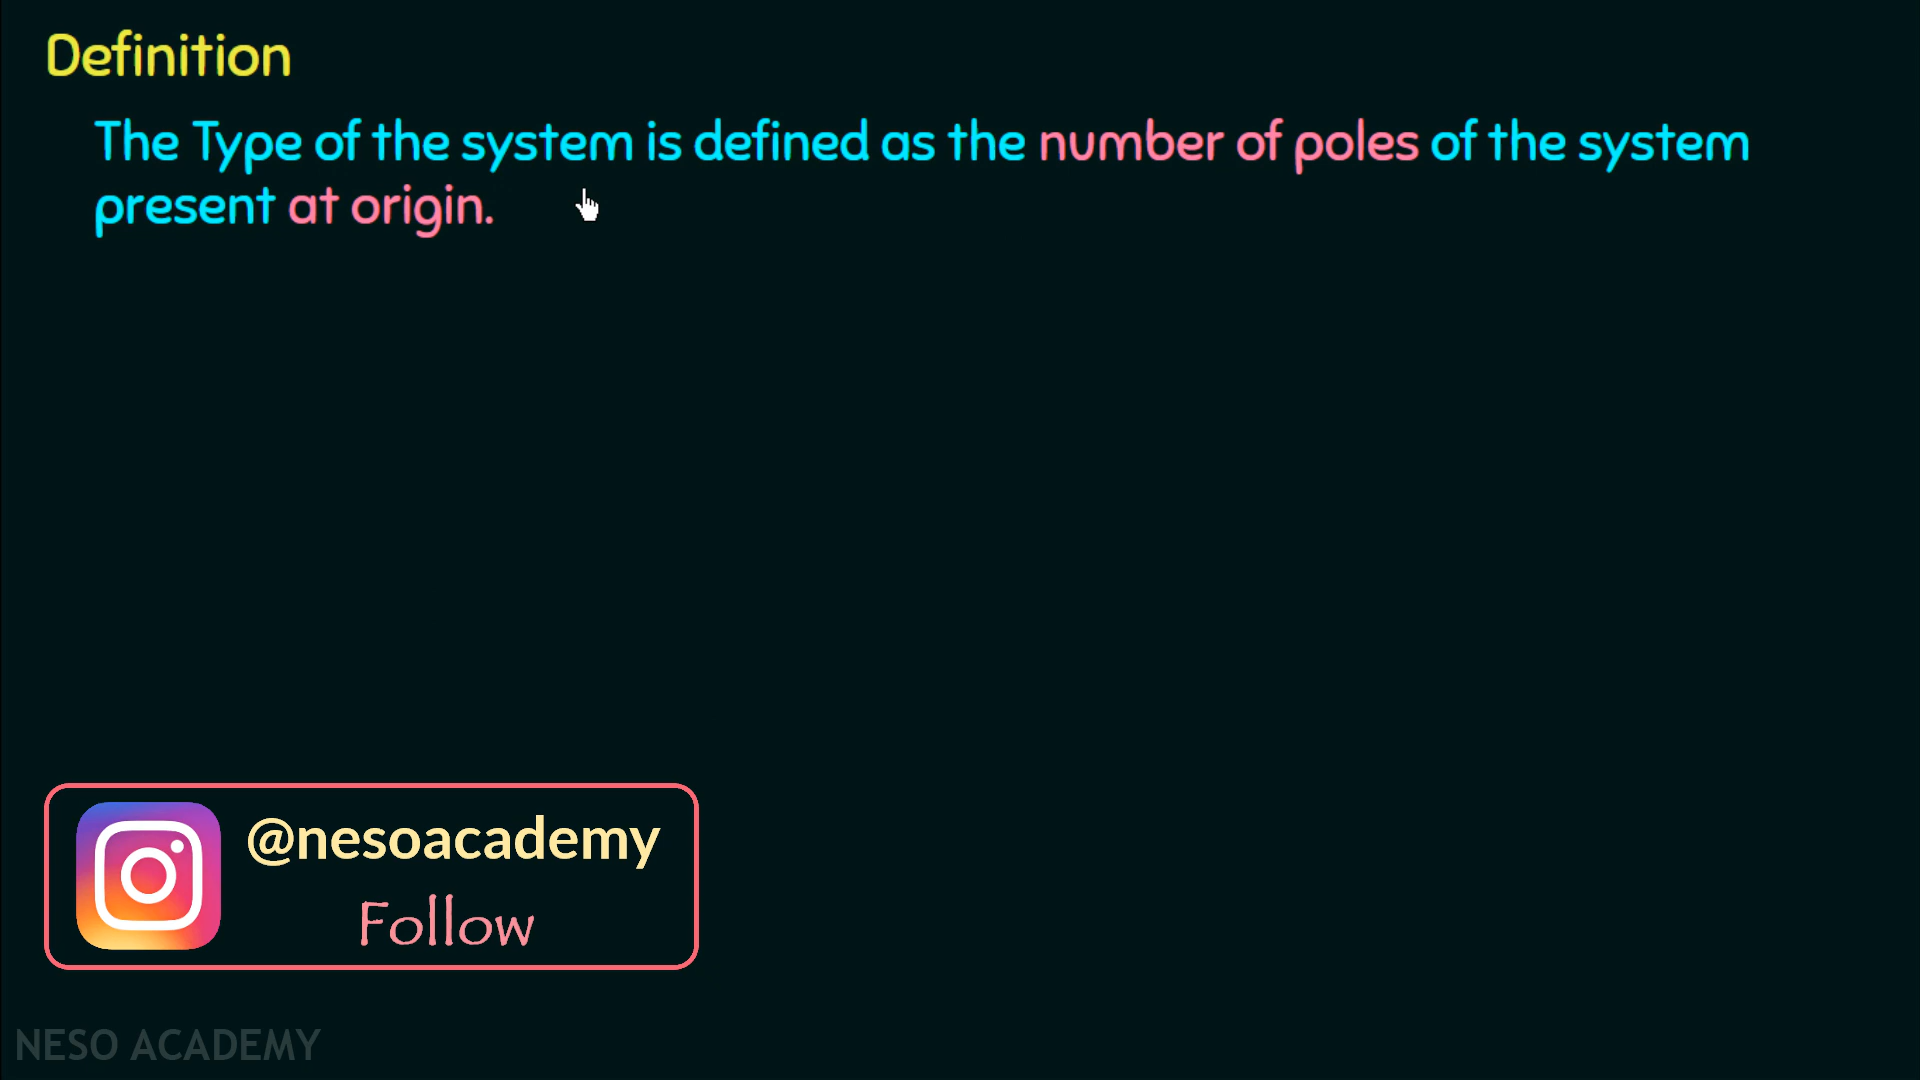 Definition
The Type of the system is defined as the number of poles of the system
present at origin.
@nesoacademy
Follow
NESO ACADEMY